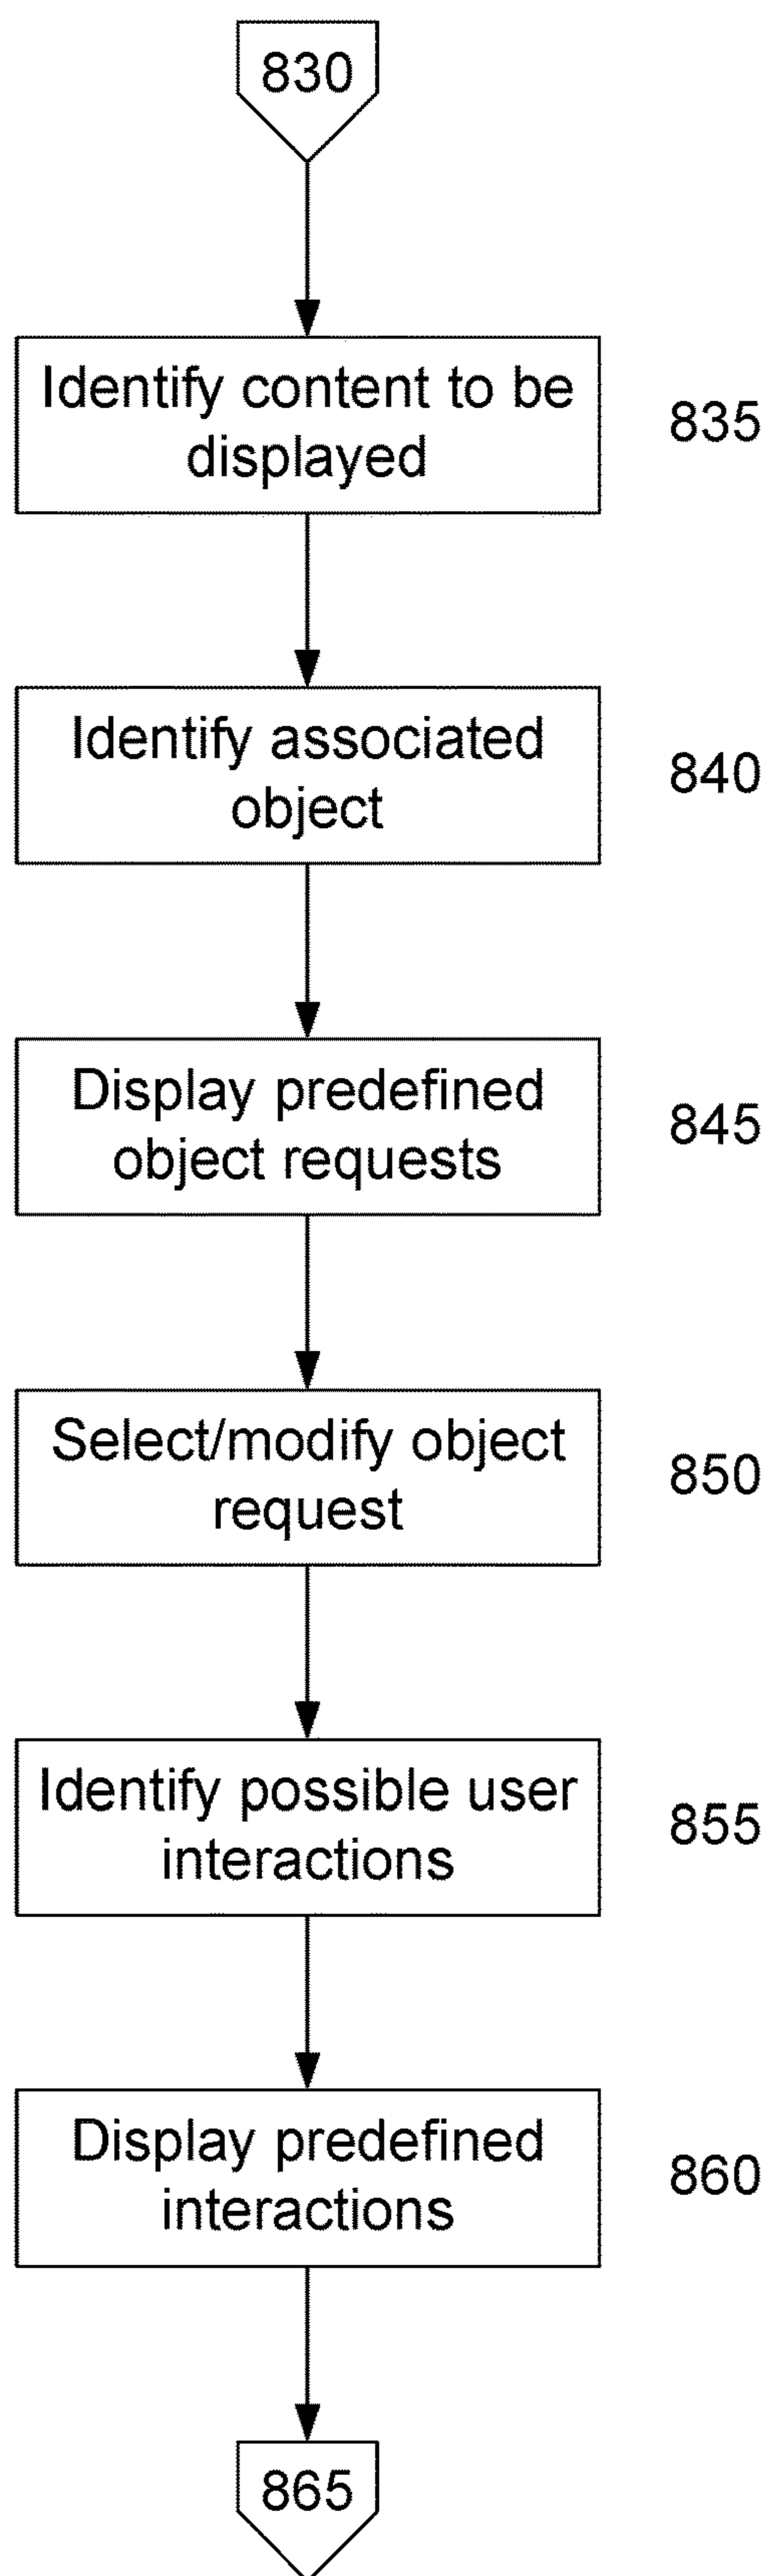 830
Identify content to be
displayed
835
Identify associated
object
840
Display predefined
object requests
845
Select/modify object
request
850
Identify possible user
interactions
855
Display predefined
interactions
860
865